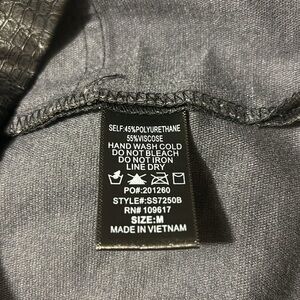 SELF:45%POLYURETHANE
55%VISCOSE
HAND WASH COLD
DO NOT BLEACH
DO NOT IRON
LINE DRY
PO#:201260
STYLE#:SS7250B
RN# 109617
SIZE:M
MADE IN VIETNAM